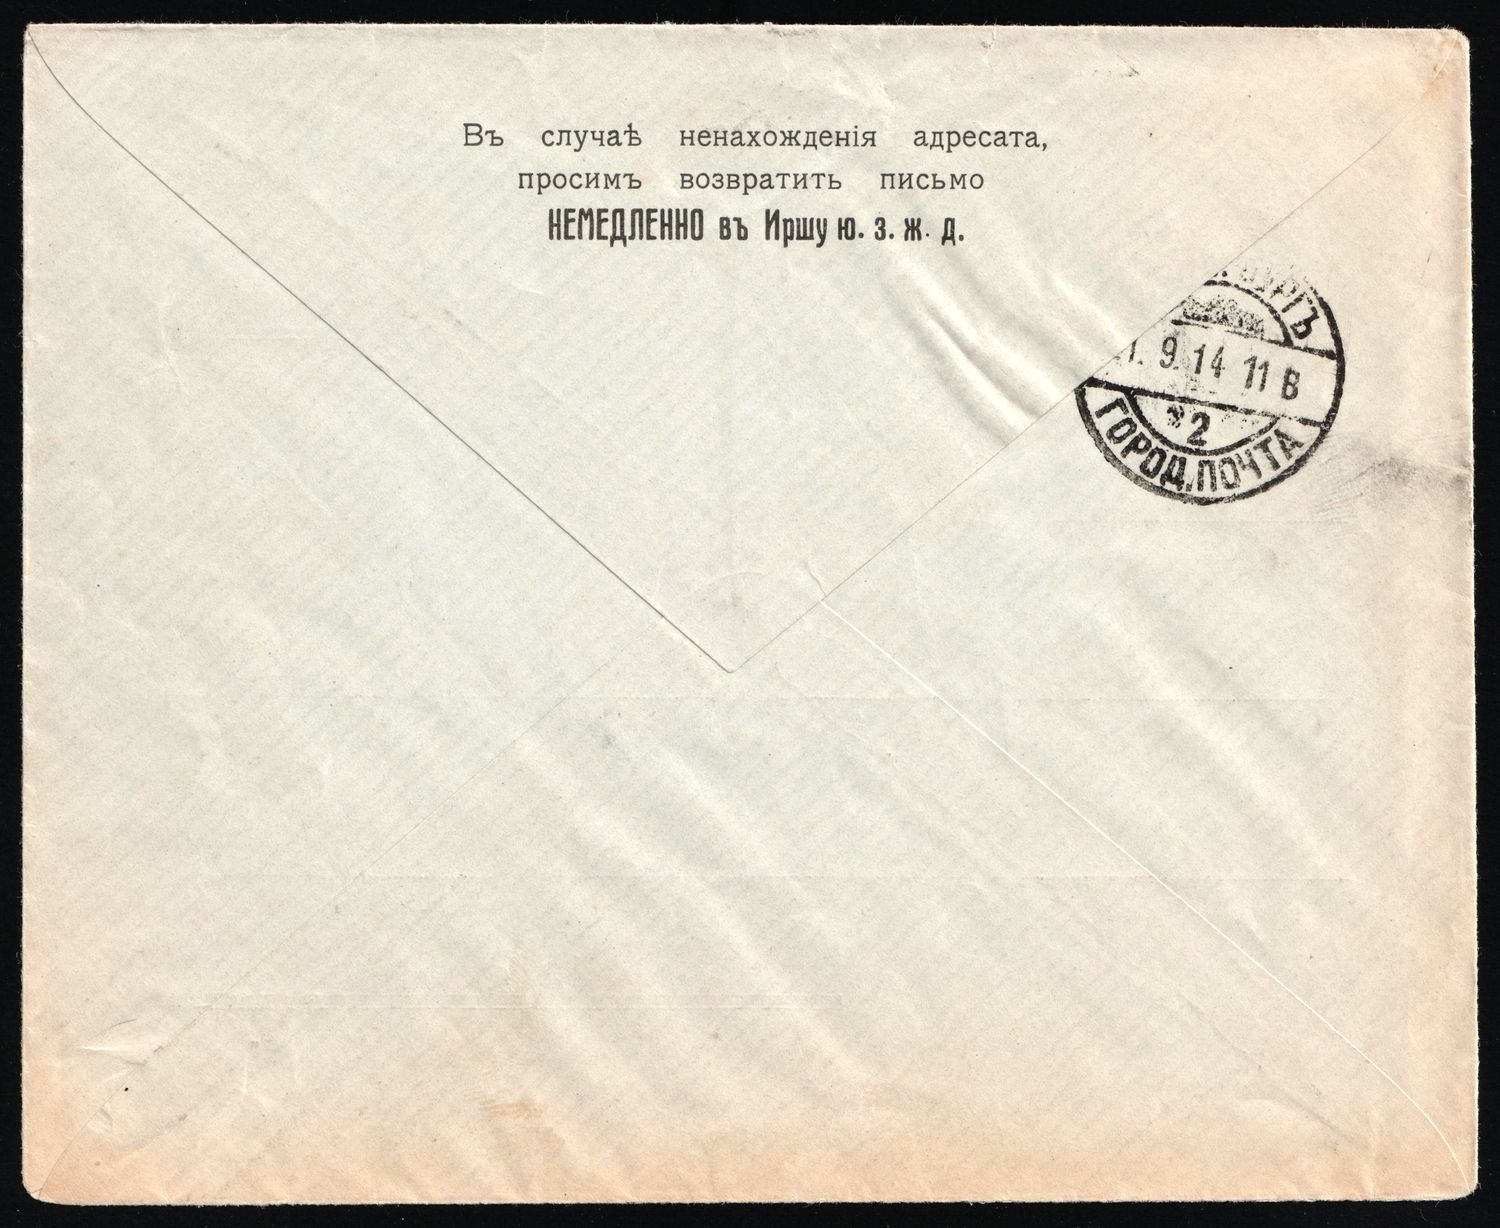 Въ случаѣ ненахожденія адресата,
просимъ возвратить письмо
НЕМЕДЛЕННО въ Иршу ю. з. ж. д.
9.14 11 В
*2
ГОРОД.ПОЧТА